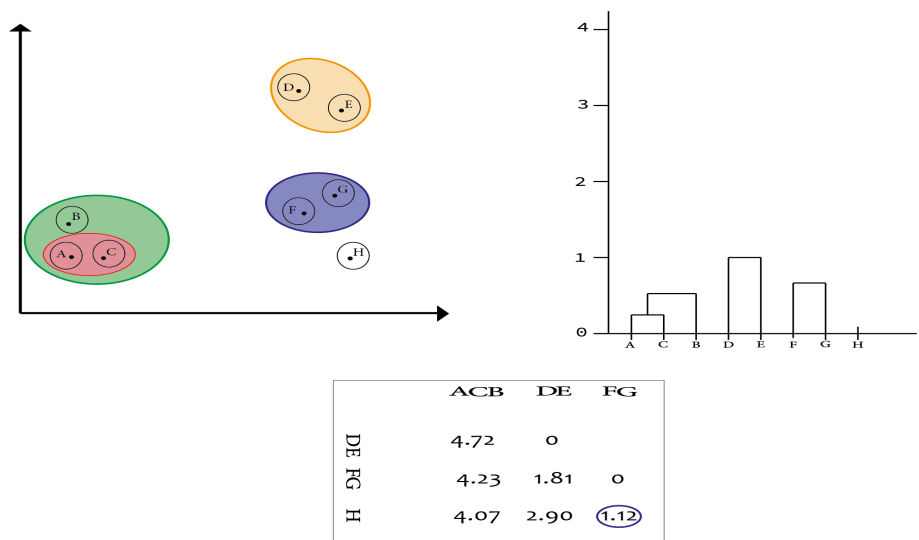 D
E
G
F
B
A
C
H
4
3
2
1
0
A C B D E F G H
ACB DE FG
DE 4.72 0
FG 4.23 1.81 0
H 4.07 2.90 1.12